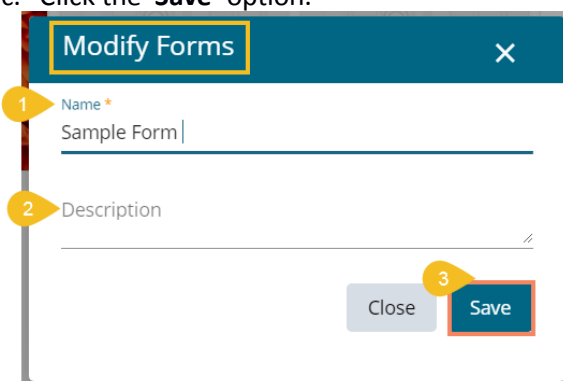 c. Click the 'Save' option.
Modify Forms ×
1 Name *
Sample Form
2 Description
3
Close Save